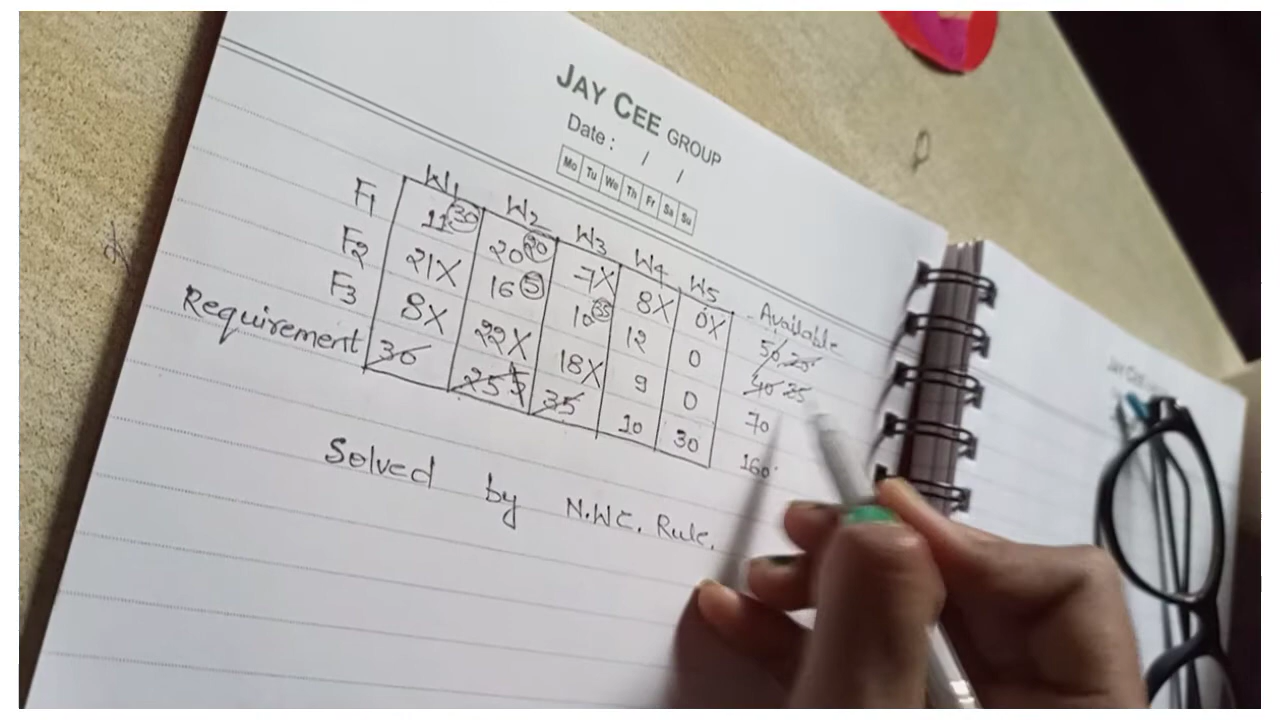 JAY CEE GROUP
Date : / /
Mo Tu We Th Fr Sa Su
W1 W2 W3 W4 W5 Available
F1 11 30 20 20 7X 8X 0X 50 20
F2 21X 16 5 10 35 12 0 40 35
F3 8X 22X 18X 9 0 70
Requirement 30 25 5 35 10 30 160
Solved by N.W.C. Rule.
JAY CEE